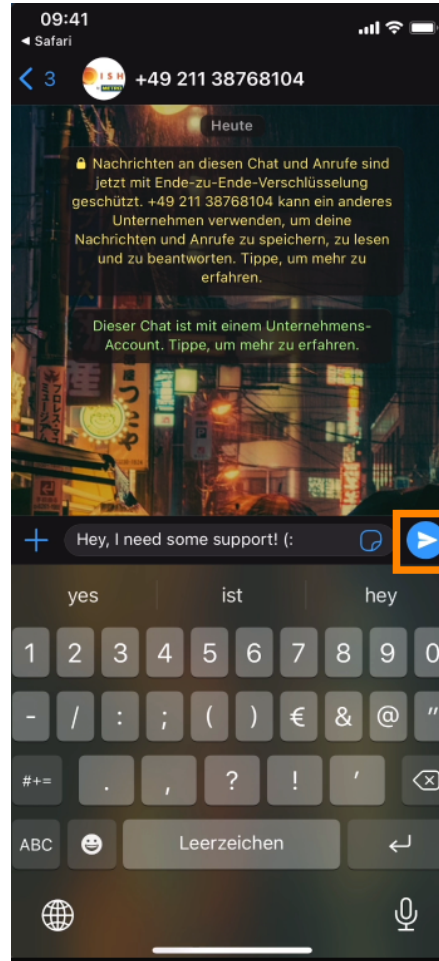 09:41
◀ Safari
3
ISH
METRO
+49 211 38768104
Heute
Nachrichten an diesen Chat und Anrufe sind
jetzt mit Ende-zu-Ende-Verschlüsselung
geschützt. +49 211 38768104 kann ein anderes
Unternehmen verwenden, um deine
Nachrichten und Anrufe zu speichern, zu lesen
und zu beantworten. Tippe, um mehr zu
erfahren.
Dieser Chat ist mit einem Unternehmens-
Account. Tippe, um mehr zu erfahren.
Hey, I need some support! (:
yes ist hey
1 2 3 4 5 6 7 8 9 0
- / : ; ( ) € & @ "
#+= . , ? ! '
ABC Leerzeichen